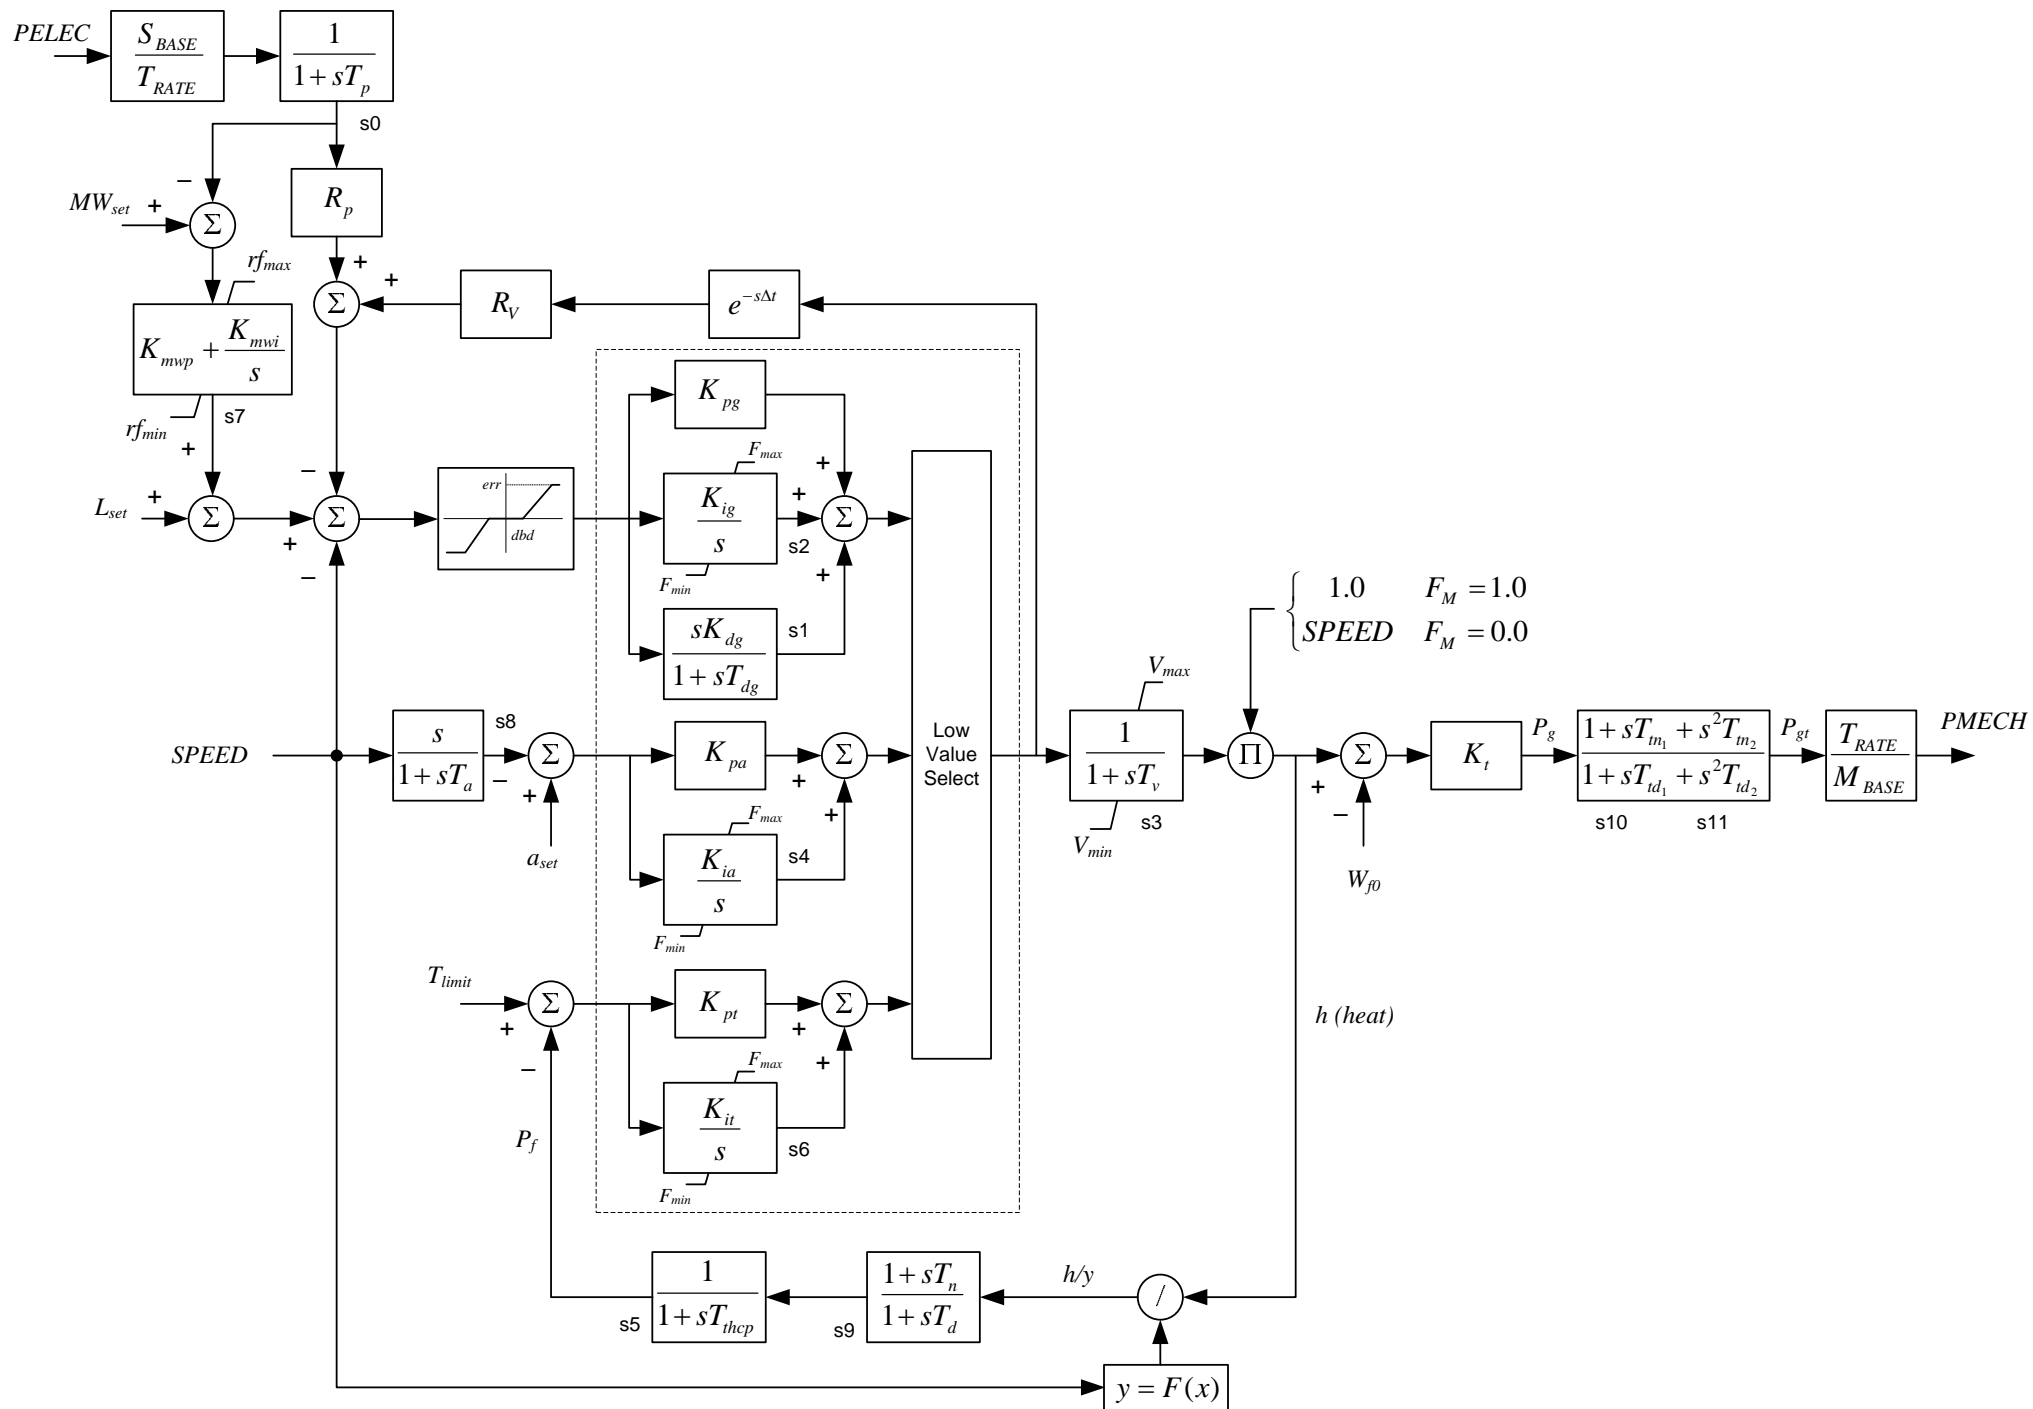 PELEC
S_BASE / T_RATE
1 / (1 + sT_p)
s0
MW_set
+
−
Σ
R_p
+
+
Σ
rf_max
K_mwp + K_mwi / s
rf_min
s7
+
R_V
e^{−sΔt}
L_set
+
Σ
+
−
−
Σ
err
dbd
K_pg
F_max
K_ig / s
F_min
s2
sK_dg / (1 + sT_dg)
s1
+
+
+
Σ
SPEED
s / (1 + sT_a)
s8
−
+
Σ
a_set
K_pa
F_max
K_ia / s
F_min
s4
+
+
Σ
T_limit
+
−
Σ
P_f
K_pt
F_max
K_it / s
F_min
s6
+
+
Σ
Low
Value
Select
V_max
1 / (1 + sT_v)
V_min
s3
1.0 F_M = 1.0
SPEED F_M = 0.0
Π
+
−
Σ
W_f0
K_t
P_g
(1 + sT_tn1 + s²T_tn2) / (1 + sT_td1 + s²T_td2)
s10
s11
P_gt
T_RATE / M_BASE
PMECH
h (heat)
1 / (1 + sT_thcp)
s5
(1 + sT_n) / (1 + sT_d)
s9
h/y
/
y = F(x)